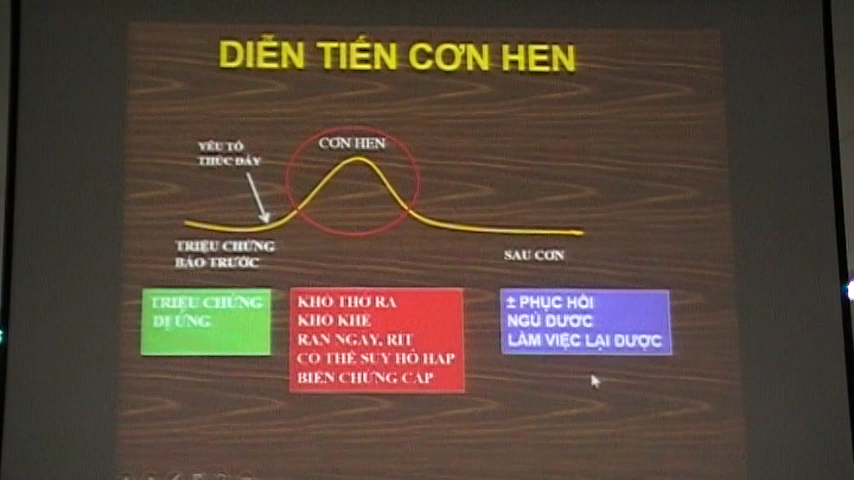 DIỄN TIẾN CƠN HEN
YẾU TỐ
THÚC ĐẨY
CƠN HEN
TRIỆU CHỨNG
BÁO TRƯỚC
SAU CƠN
TRIỆU CHỨNG
DỊ ỨNG
KHÓ THỞ RA
KHÒ KHÈ
RAN NGÁY, RÍT
CÓ THỂ SUY HÔ HẤP
BIẾN CHỨNG CẤP
± PHỤC HỒI
NGỦ ĐƯỢC
LÀM VIỆC LẠI ĐƯỢC